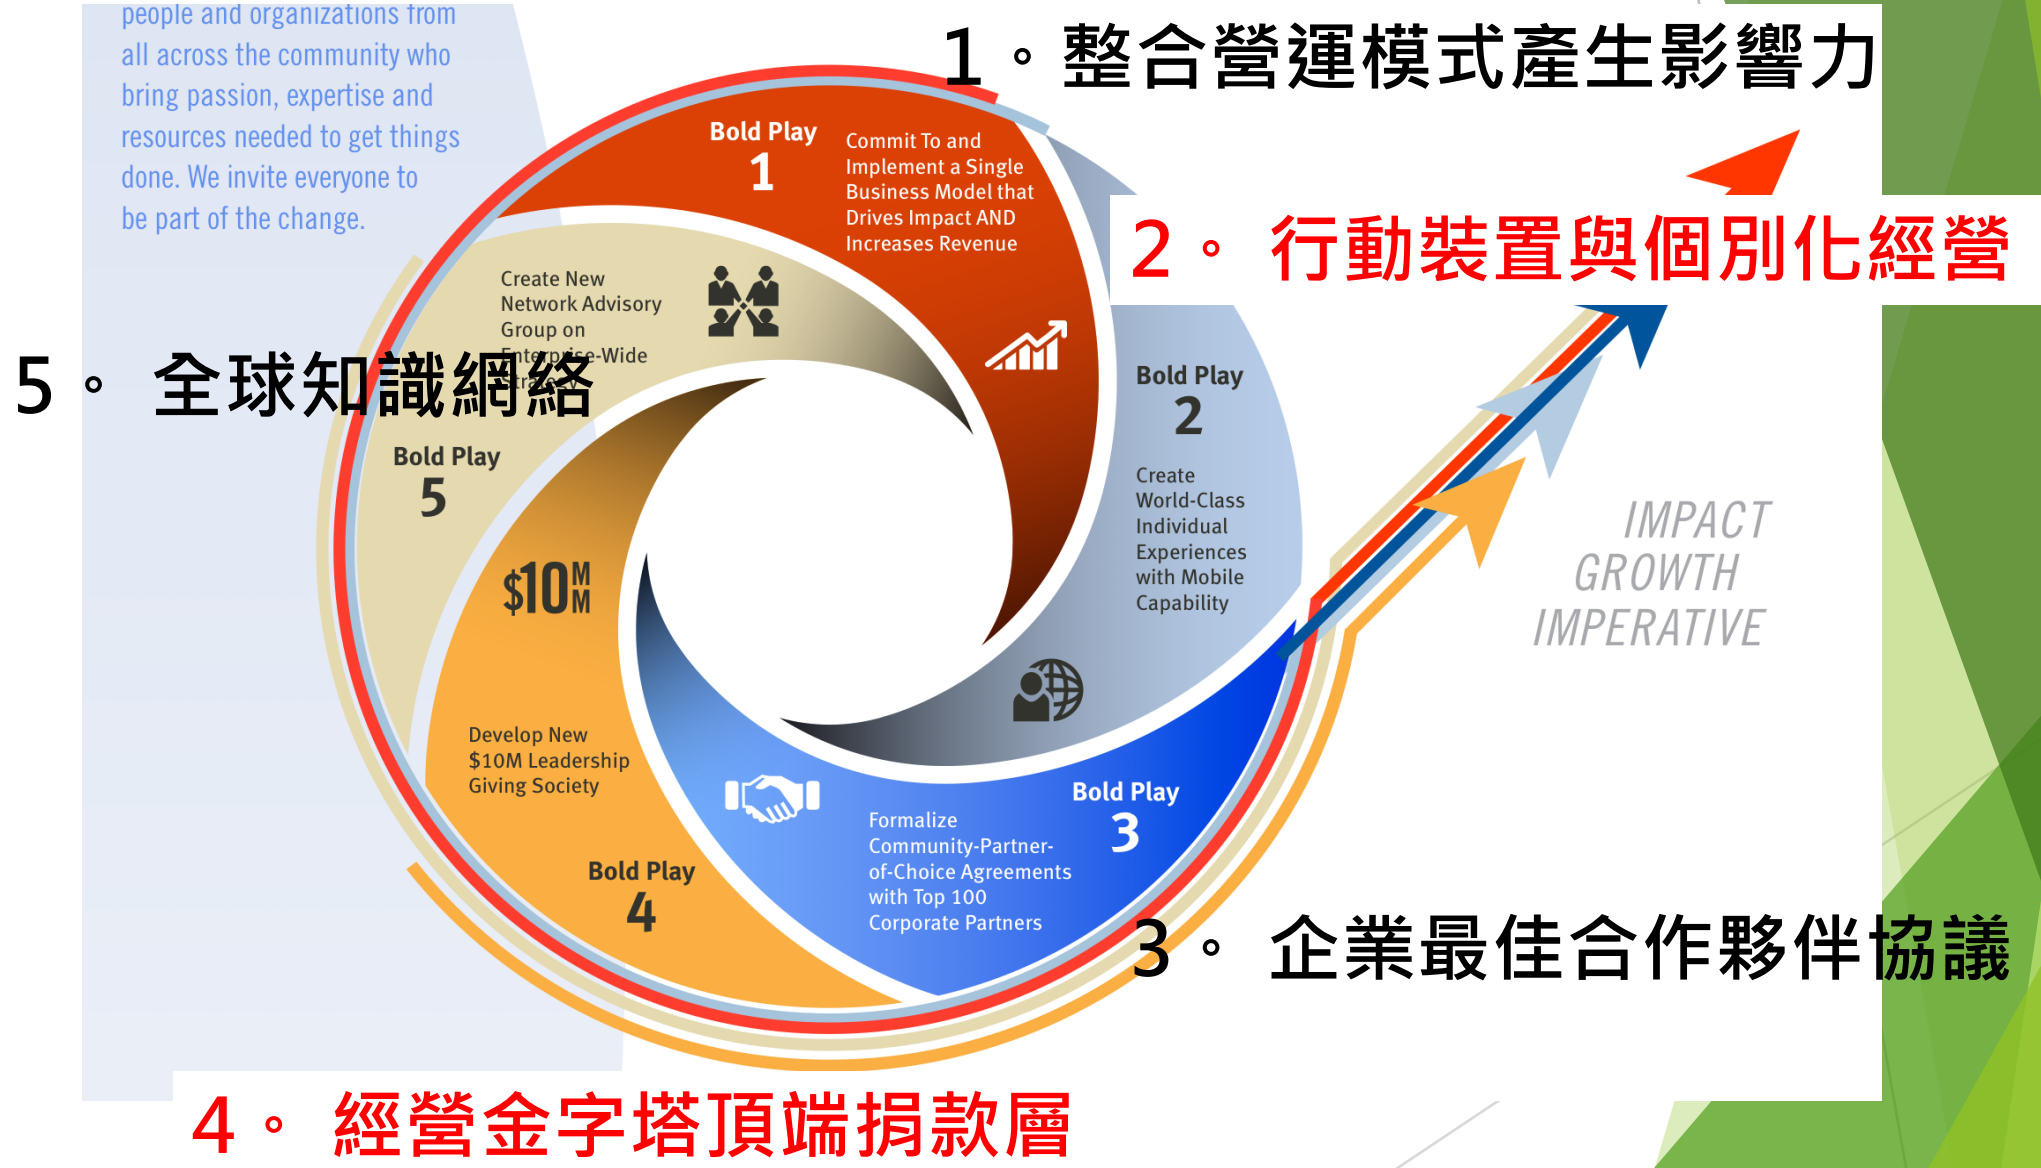 people and organizations from
all across the community who
bring passion, expertise and
resources needed to get things
done. We invite everyone to
be part of the change.
1。整合營運模式產生影響力
Bold Play
1
Commit To and
Implement a Single
Business Model that
Drives Impact AND
Increases Revenue
2。 行動裝置與個別化經營
Bold Play
2
Create
World-Class
Individual
Experiences
with Mobile
Capability
IMPACT
GROWTH
IMPERATIVE
Bold Play
3
Formalize
Community-Partner-
of-Choice Agreements
with Top 100
Corporate Partners
3。 企業最佳合作夥伴協議
$10MM
Develop New
$10M Leadership
Giving Society
Bold Play
4
4。 經營金字塔頂端捐款層
Create New
Network Advisory
Group on
Enterprise-Wide
Strategy
5。 全球知識網絡
Bold Play
5